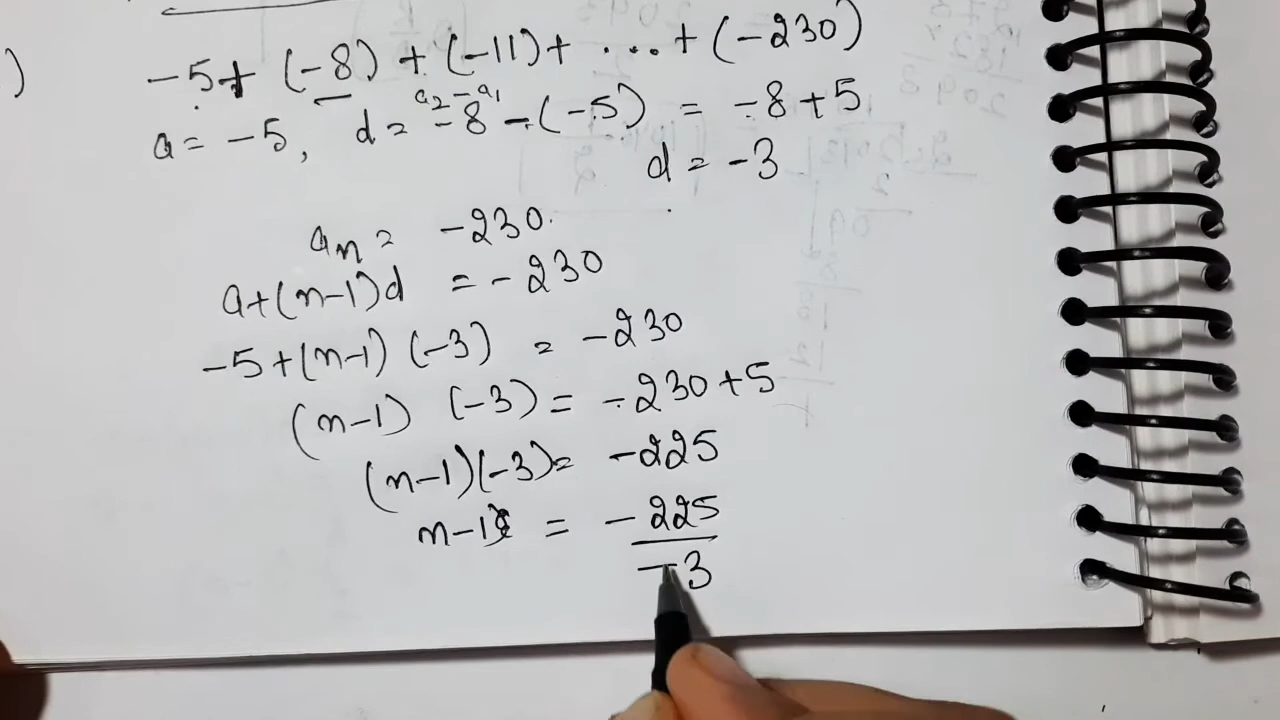 )
-5+ (-8) + (-11)+ ... + (-230)
a₂-a₁
a = -5, d = -8 -(-5) = -8+5
d = -3
aₙ = -230
a+(n-1)d = -230
-5+(n-1) (-3) = -230
(n-1) (-3) = -230+5
(n-1)(-3)= -225
n-1 = -225
-3